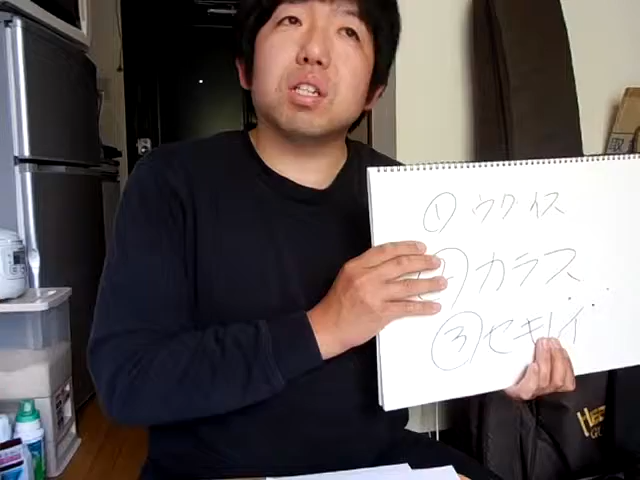 ① ウグイス
② カラス
③ セキレイ